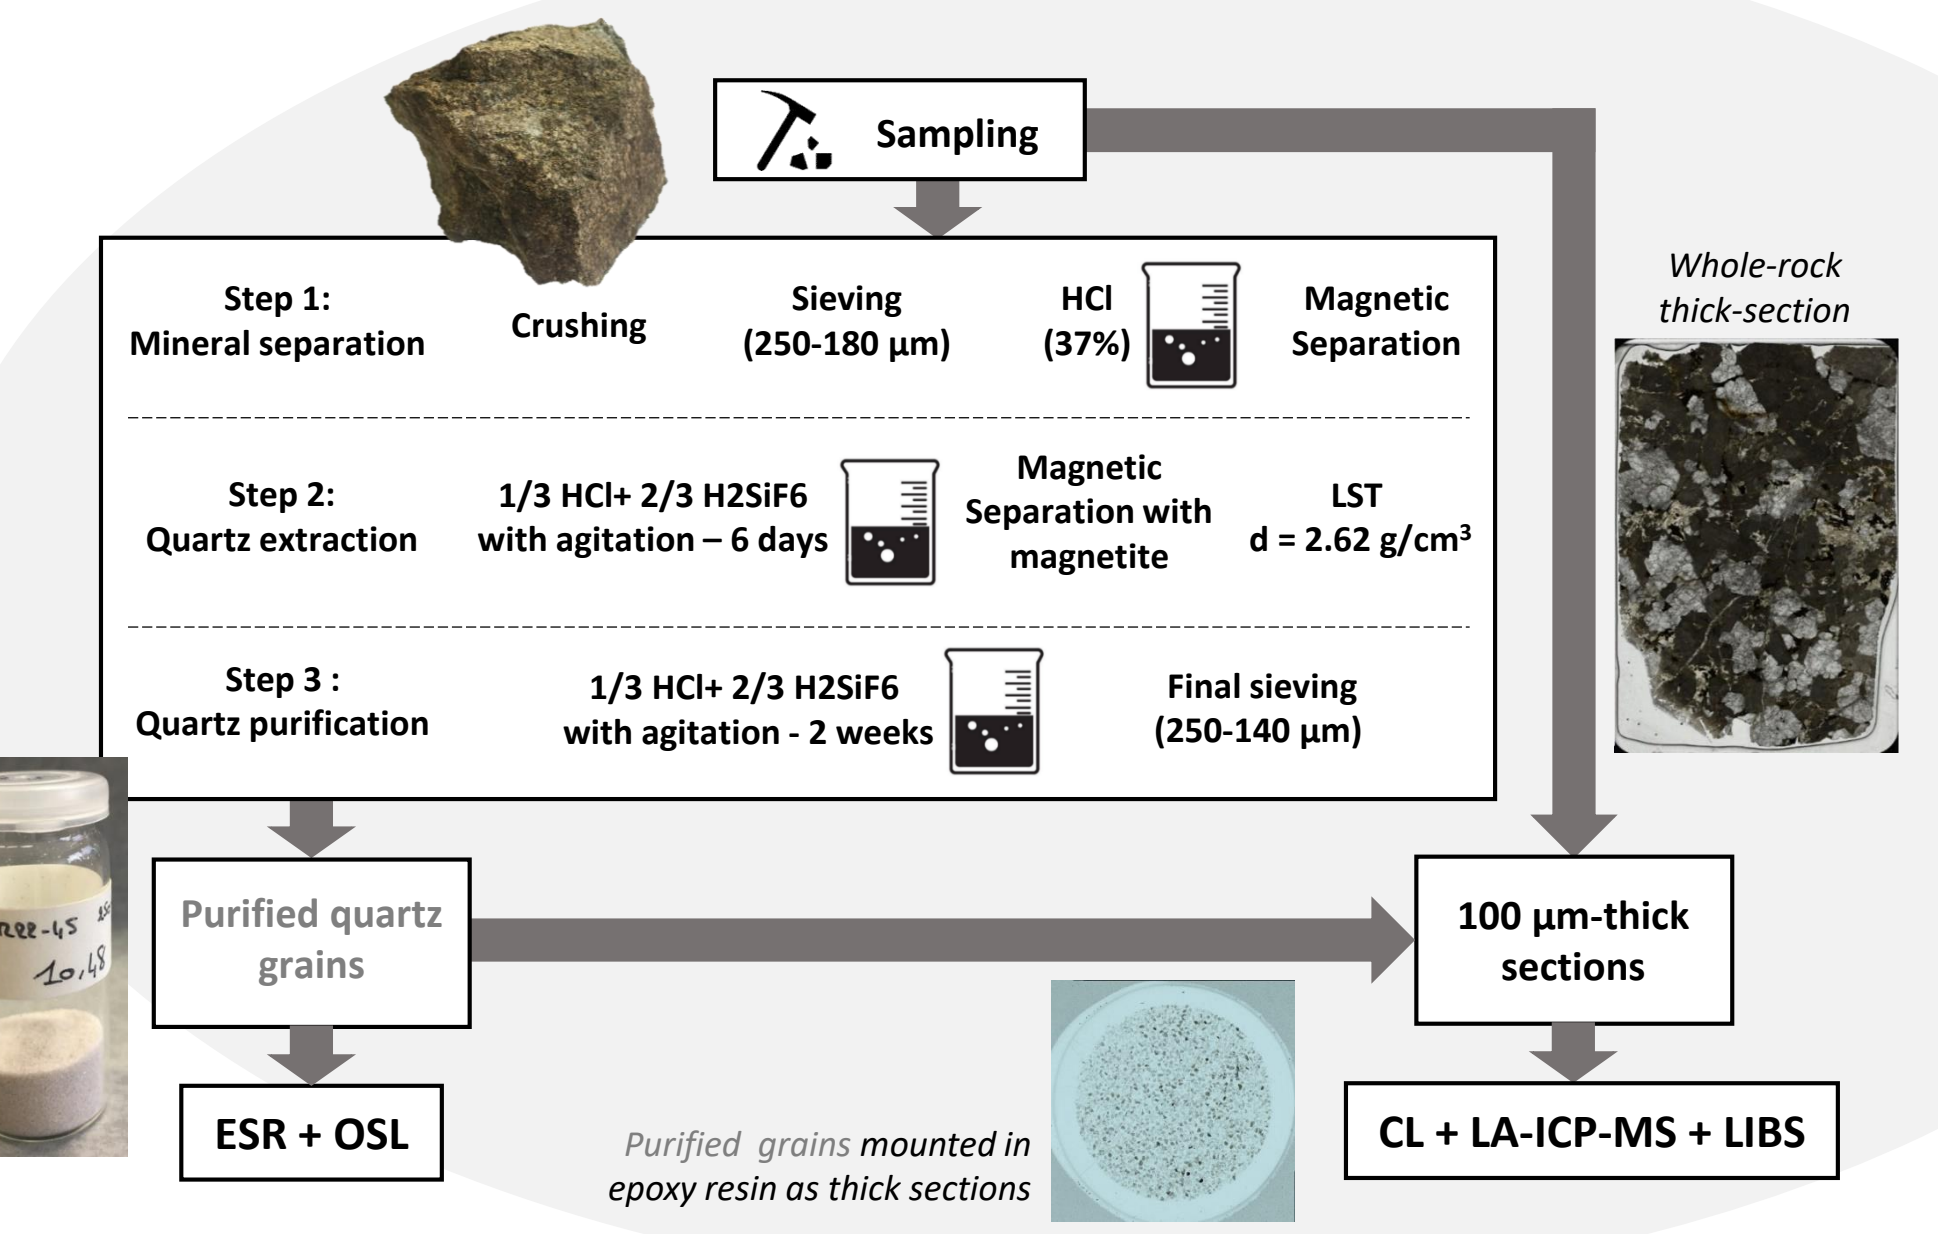 Sampling
Step 1:
Mineral separation
Crushing
Sieving
(250-180 µm)
HCl
(37%)
Magnetic
Separation
Whole-rock
thick-section
Step 2:
Quartz extraction
1/3 HCl+ 2/3 H2SiF6
with agitation – 6 days
Magnetic
Separation with
magnetite
LST
d = 2.62 g/cm³
Step 3 :
Quartz purification
1/3 HCl+ 2/3 H2SiF6
with agitation - 2 weeks
Final sieving
(250-140 µm)
Purified quartz
grains
10,48
100 µm-thick
sections
ESR + OSL
Purified grains mounted in
epoxy resin as thick sections
CL + LA-ICP-MS + LIBS